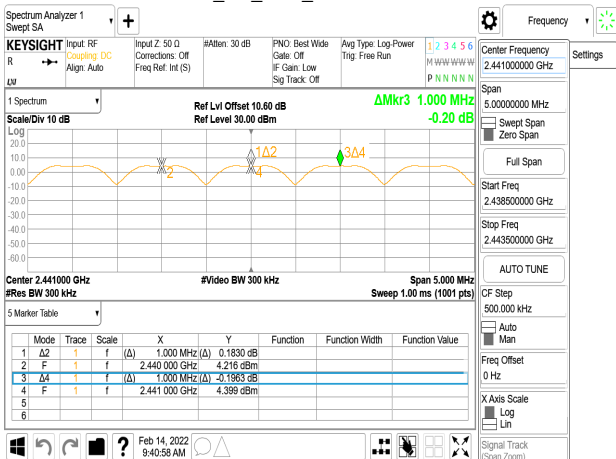 Spectrum Analyzer 1
Swept SA
Frequency
KEYSIGHT
R
Input: RF
Coupling: DC
Align: Auto
Input Z: 50 Ω
Corrections: Off
Freq Ref: Int (S)
#Atten: 30 dB
PNO: Best Wide
Gate: Off
IF Gain: Low
Sig Track: Off
Avg Type: Log-Power
Trig: Free Run
1 2 3 4 5 6
M W W W W W
P N N N N N
1 Spectrum
Scale/Div 10 dB
Ref Lvl Offset 10.60 dB
Ref Level 30.00 dBm
ΔMkr3 1.000 MHz
-0.20 dB
Log
20.0
10.0
0.00
-10.0
-20.0
-30.0
-40.0
-50.0
-60.0
2
1Δ2
4
3Δ4
Center 2.441000 GHz
#Video BW 300 kHz
Span 5.000 MHz
#Res BW 300 kHz
Sweep 1.00 ms (1001 pts)
5 Marker Table
Mode Trace Scale X Y Function Function Width Function Value
1 Δ2 1 f (Δ) 1.000 MHz (Δ) 0.1830 dB
2 F 1 f 2.440 000 GHz 4.216 dBm
3 Δ4 1 f (Δ) 1.000 MHz (Δ) -0.1963 dB
4 F 1 f 2.441 000 GHz 4.399 dBm
5
6
Feb 14, 2022
9:40:58 AM
Center Frequency
2.441000000 GHz
Settings
Span
5.00000000 MHz
Swept Span
Zero Span
Full Span
Start Freq
2.438500000 GHz
Stop Freq
2.443500000 GHz
AUTO TUNE
CF Step
500.000 kHz
Auto
Man
Freq Offset
0 Hz
X Axis Scale
Log
Lin
Signal Track
(Span Zoom)